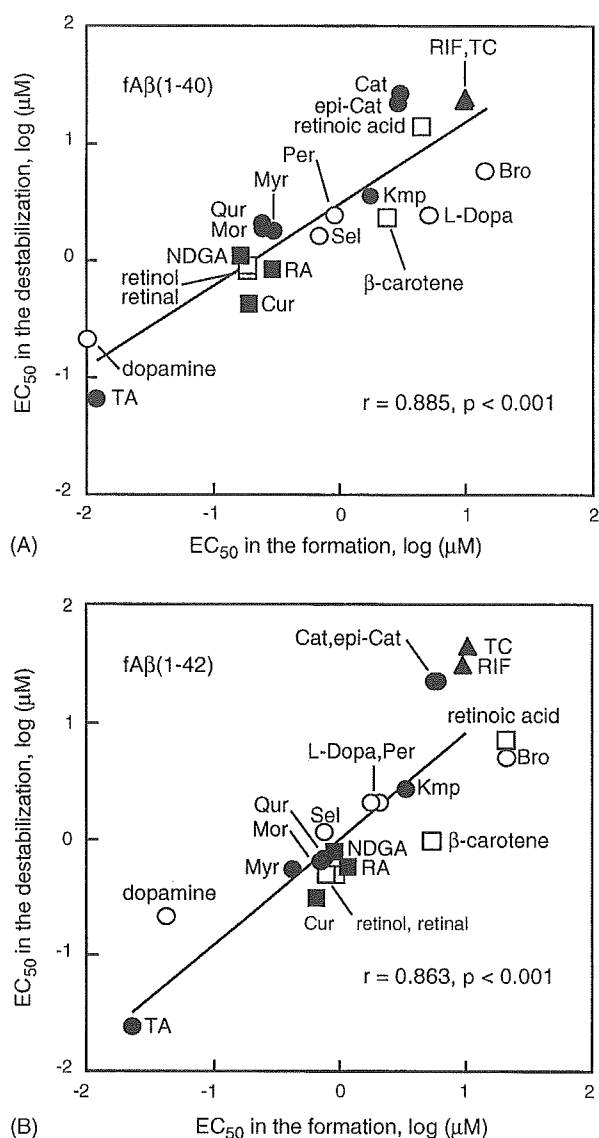 2
fAβ(1-40)
RIF,TC
Cat
epi-Cat
retinoic acid
1
Per
Bro
Myr
Kmp
Qur
L-Dopa
Mor
Sel
NDGA
β-carotene
0
retinol
RA
retinal
Cur
dopamine
-1
TA
r = 0.885, p < 0.001
-2
-2 -1 0 1 2
EC50 in the destabilization, log (μM)
(A) EC50 in the formation, log (μM)
2
fAβ(1-42)
Cat,epi-Cat
TC
RIF
retinoic acid
1
L-Dopa,Per
Bro
Kmp
Qur
Sel
Mor
0
NDGA
β-carotene
Myr
RA
dopamine
Cur
retinol, retinal
-1
r = 0.863, p < 0.001
TA
-2
-2 -1 0 1 2
EC50 in the destabilization, log (μM)
(B) EC50 in the formation, log (μM)